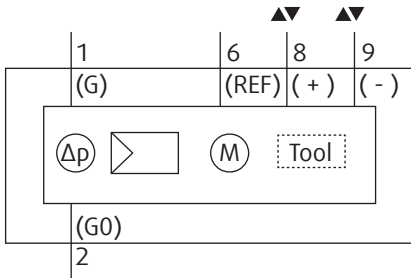 ▲▼ ▲▼
1 6 8 9
(G) (REF) ( + ) ( - )
Δp M Tool
(G0)
2